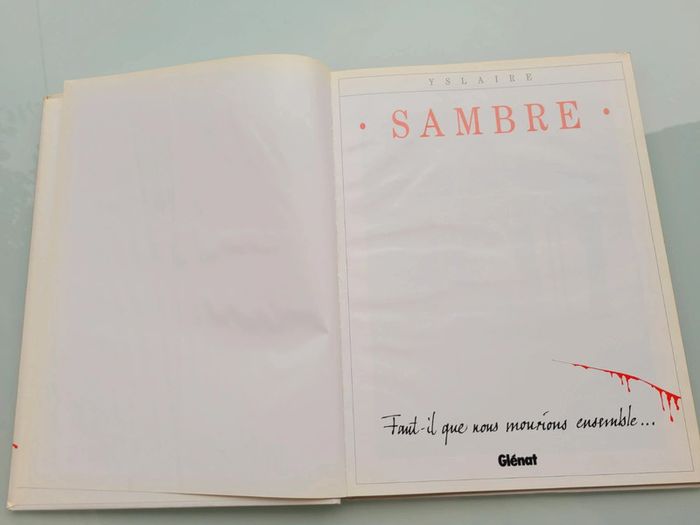 YSLAIRE
• SAMBRE •
Faut-il que nous mourions ensemble...
Glénat